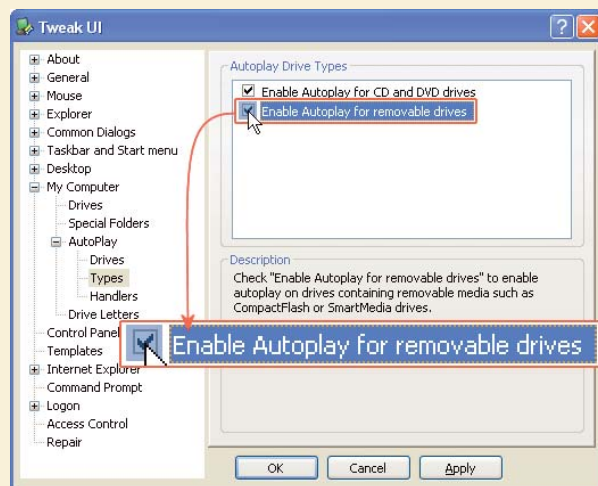 Tweak UI
About
General
Mouse
Explorer
Common Dialogs
Taskbar and Start menu
Desktop
My Computer
Drives
Special Folders
AutoPlay
Drives
Types
Handlers
Drive Letters
Control Panel
Templates
Internet Explorer
Command Prompt
Logon
Access Control
Repair
Autoplay Drive Types
Enable Autoplay for CD and DVD drives
Enable Autoplay for removable drives
Description
Check "Enable Autoplay for removable drives" to enable
autoplay on drives containing removable media such as
CompactFlash or SmartMedia drives.
Enable Autoplay for removable drives
OK
Cancel
Apply